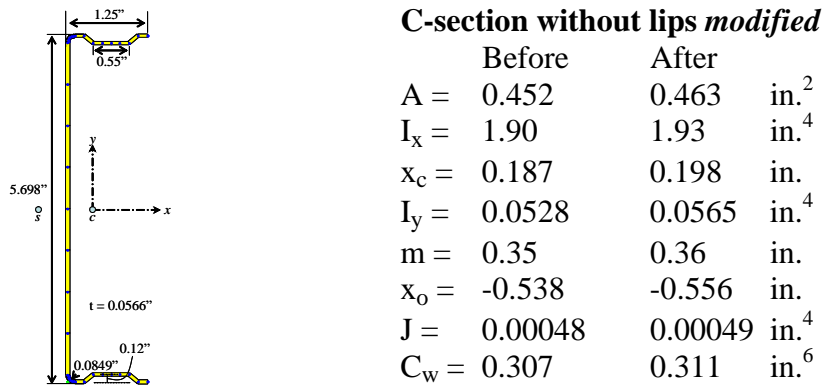 1.25”
0.55”
y
5.698”
s
c
x
t = 0.0566”
0.12”
0.0849”
C-section without lips modified
Before After
A = 0.452 0.463 in.²
Iₓ = 1.90 1.93 in.⁴
x_c = 0.187 0.198 in.
I_y = 0.0528 0.0565 in.⁴
m = 0.35 0.36 in.
xₒ = -0.538 -0.556 in.
J = 0.00048 0.00049 in.⁴
C_w = 0.307 0.311 in.⁶